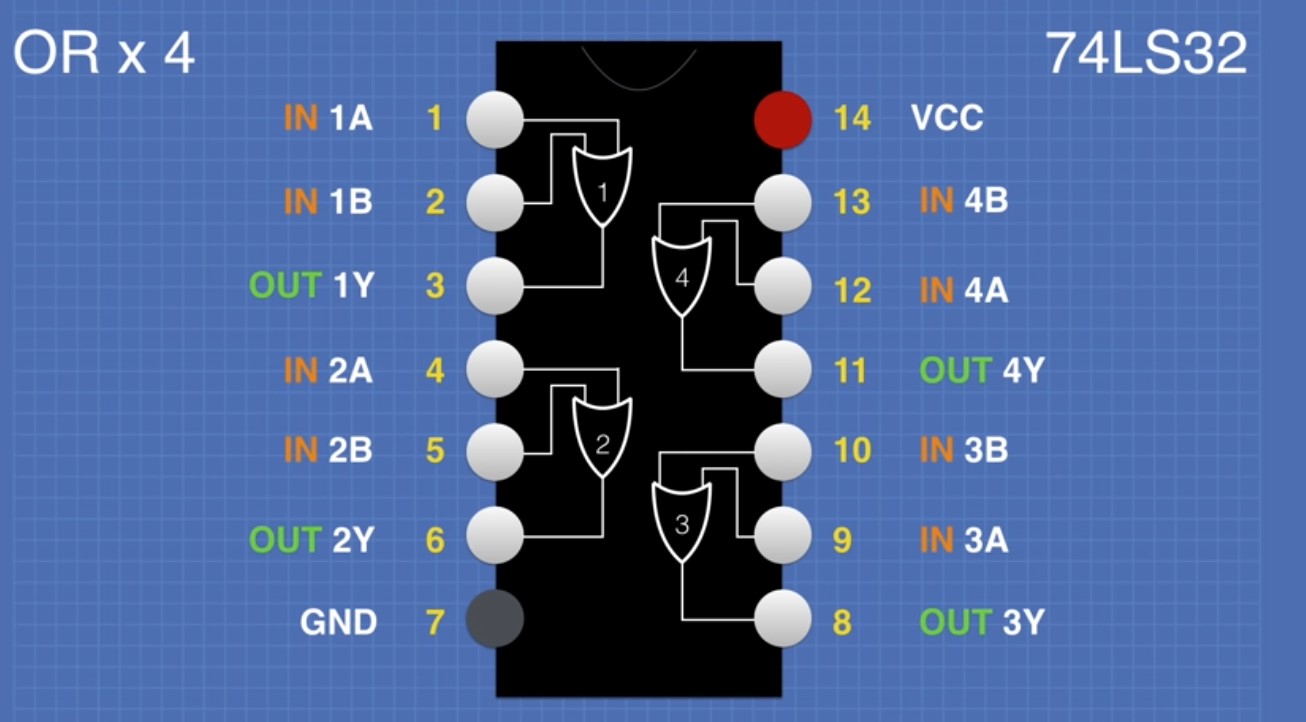 OR x 4
74LS32
IN 1A 1
14 VCC
IN 1B 2
13 IN 4B
OUT 1Y 3
12 IN 4A
IN 2A 4
11 OUT 4Y
IN 2B 5
10 IN 3B
OUT 2Y 6
9 IN 3A
GND 7
8 OUT 3Y
1
4
2
3